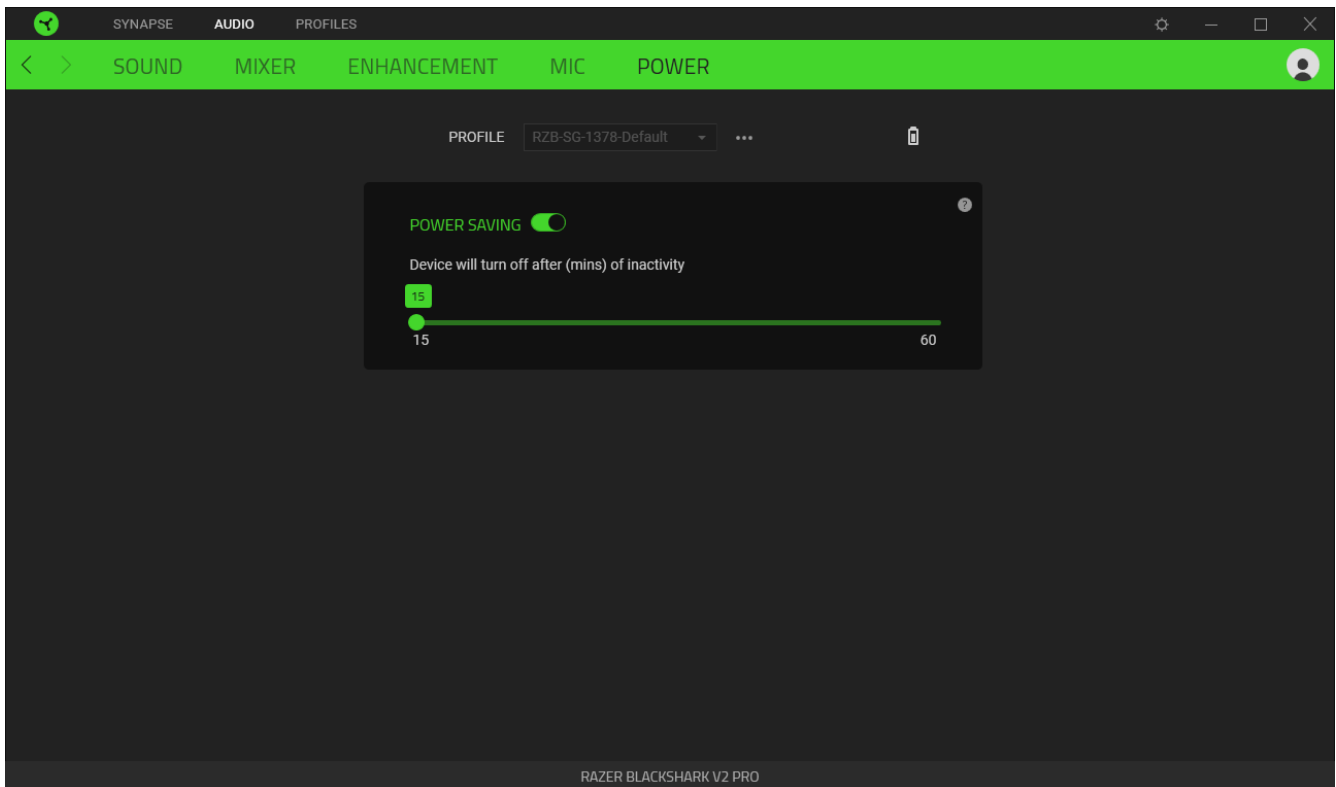 SYNAPSE AUDIO PROFILES
SOUND MIXER ENHANCEMENT MIC POWER
PROFILE RZB-SG-1378-Default
POWER SAVING
Device will turn off after (mins) of inactivity
15
15 60
RAZER BLACKSHARK V2 PRO